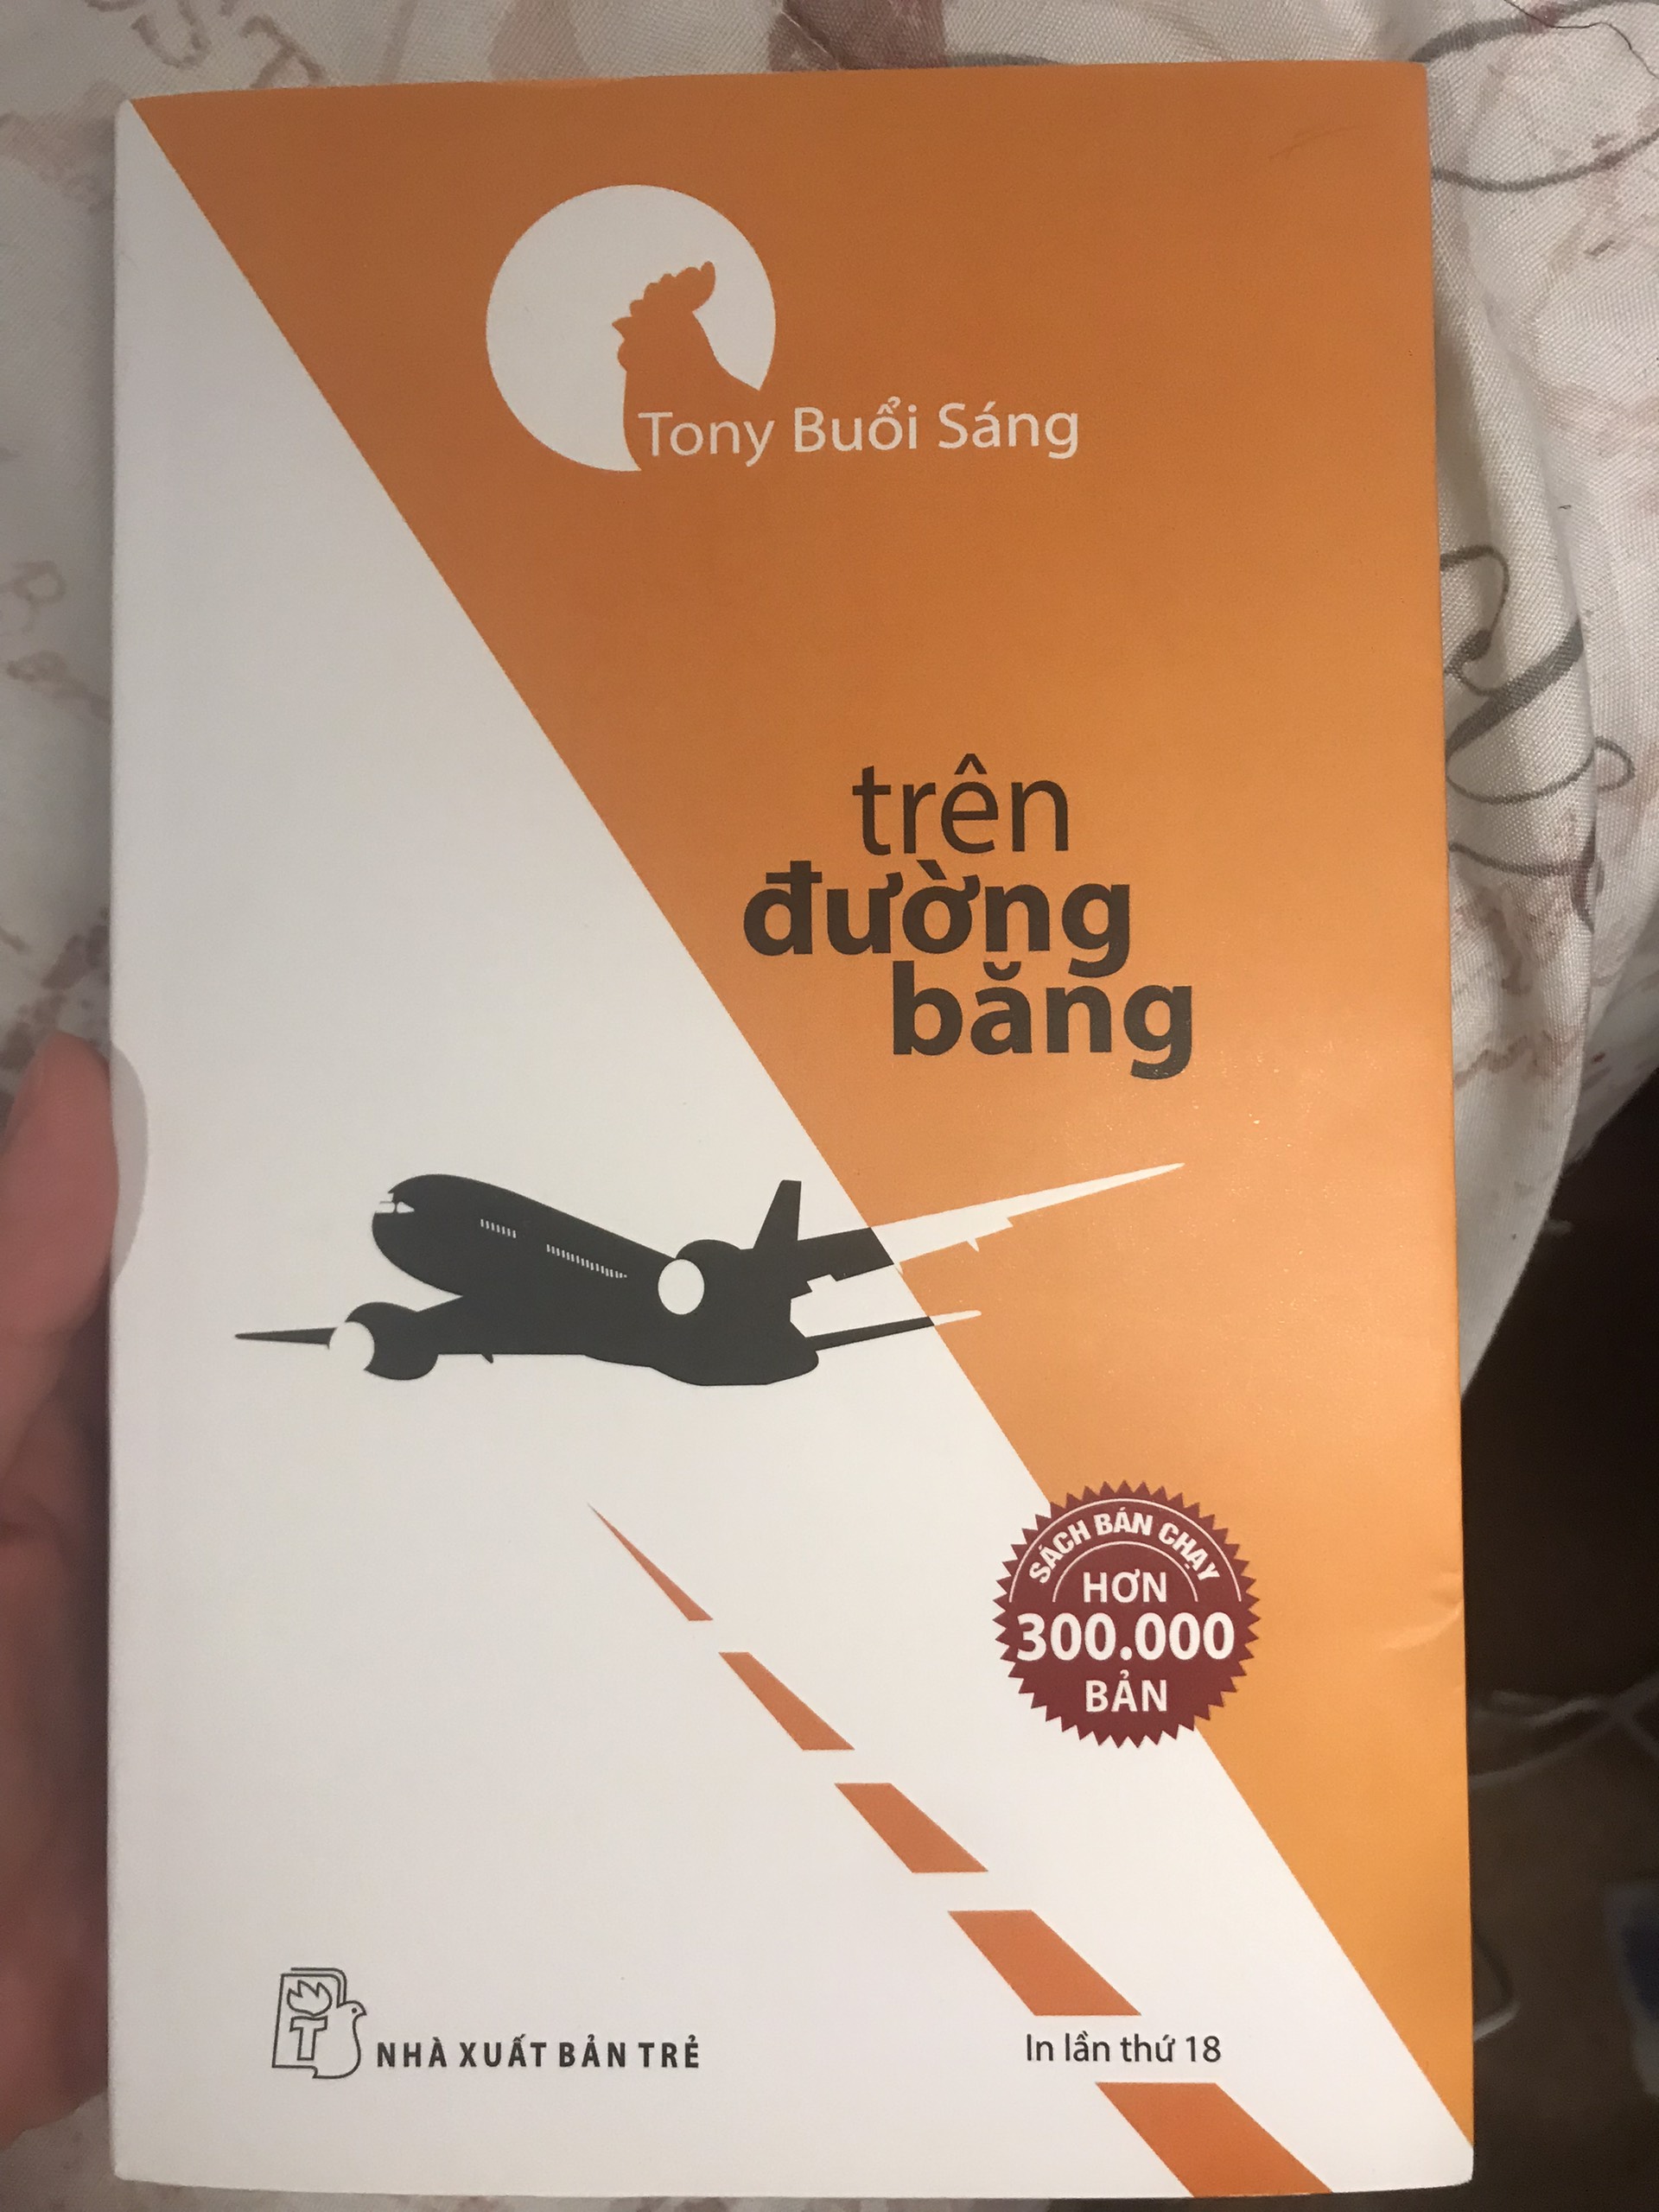 Tony Buổi Sáng
trên
đường
băng
SÁCH BÁN CHẠY
HƠN
300.000
BẢN
T
NHÀ XUẤT BẢN TRẺ
In lần thứ 18